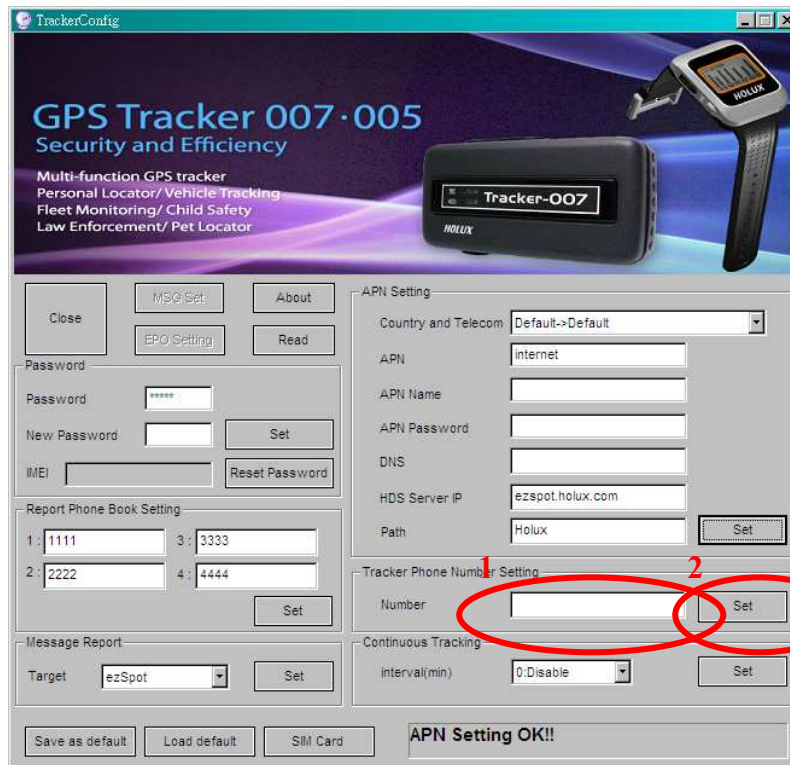 TrackerConfig
GPS Tracker 007·005
Security and Efficiency
Multi-function GPS tracker
Personal Locator/ Vehicle Tracking
Fleet Monitoring/ Child Safety
Law Enforcement/ Pet Locator
HOLUX
Tracker-007
HOLUX
Close
MSG Set
About
EPO Setting
Read
Password
Password
*****
New Password
Set
IMEI
Reset Password
Report Phone Book Setting
1 : 1111
3 : 3333
2 : 2222
4 : 4444
Set
Message Report
Target
ezSpot
Set
Save as default
Load default
SIM Card
APN Setting
Country and Telecom
Default->Default
APN
internet
APN Name
APN Password
DNS
HDS Server IP
ezspot.holux.com
Path
Holux
Set
1
2
Tracker Phone Number Setting
Number
Set
Continuous Tracking
interval(min)
0:Disable
Set
APN Setting OK!!